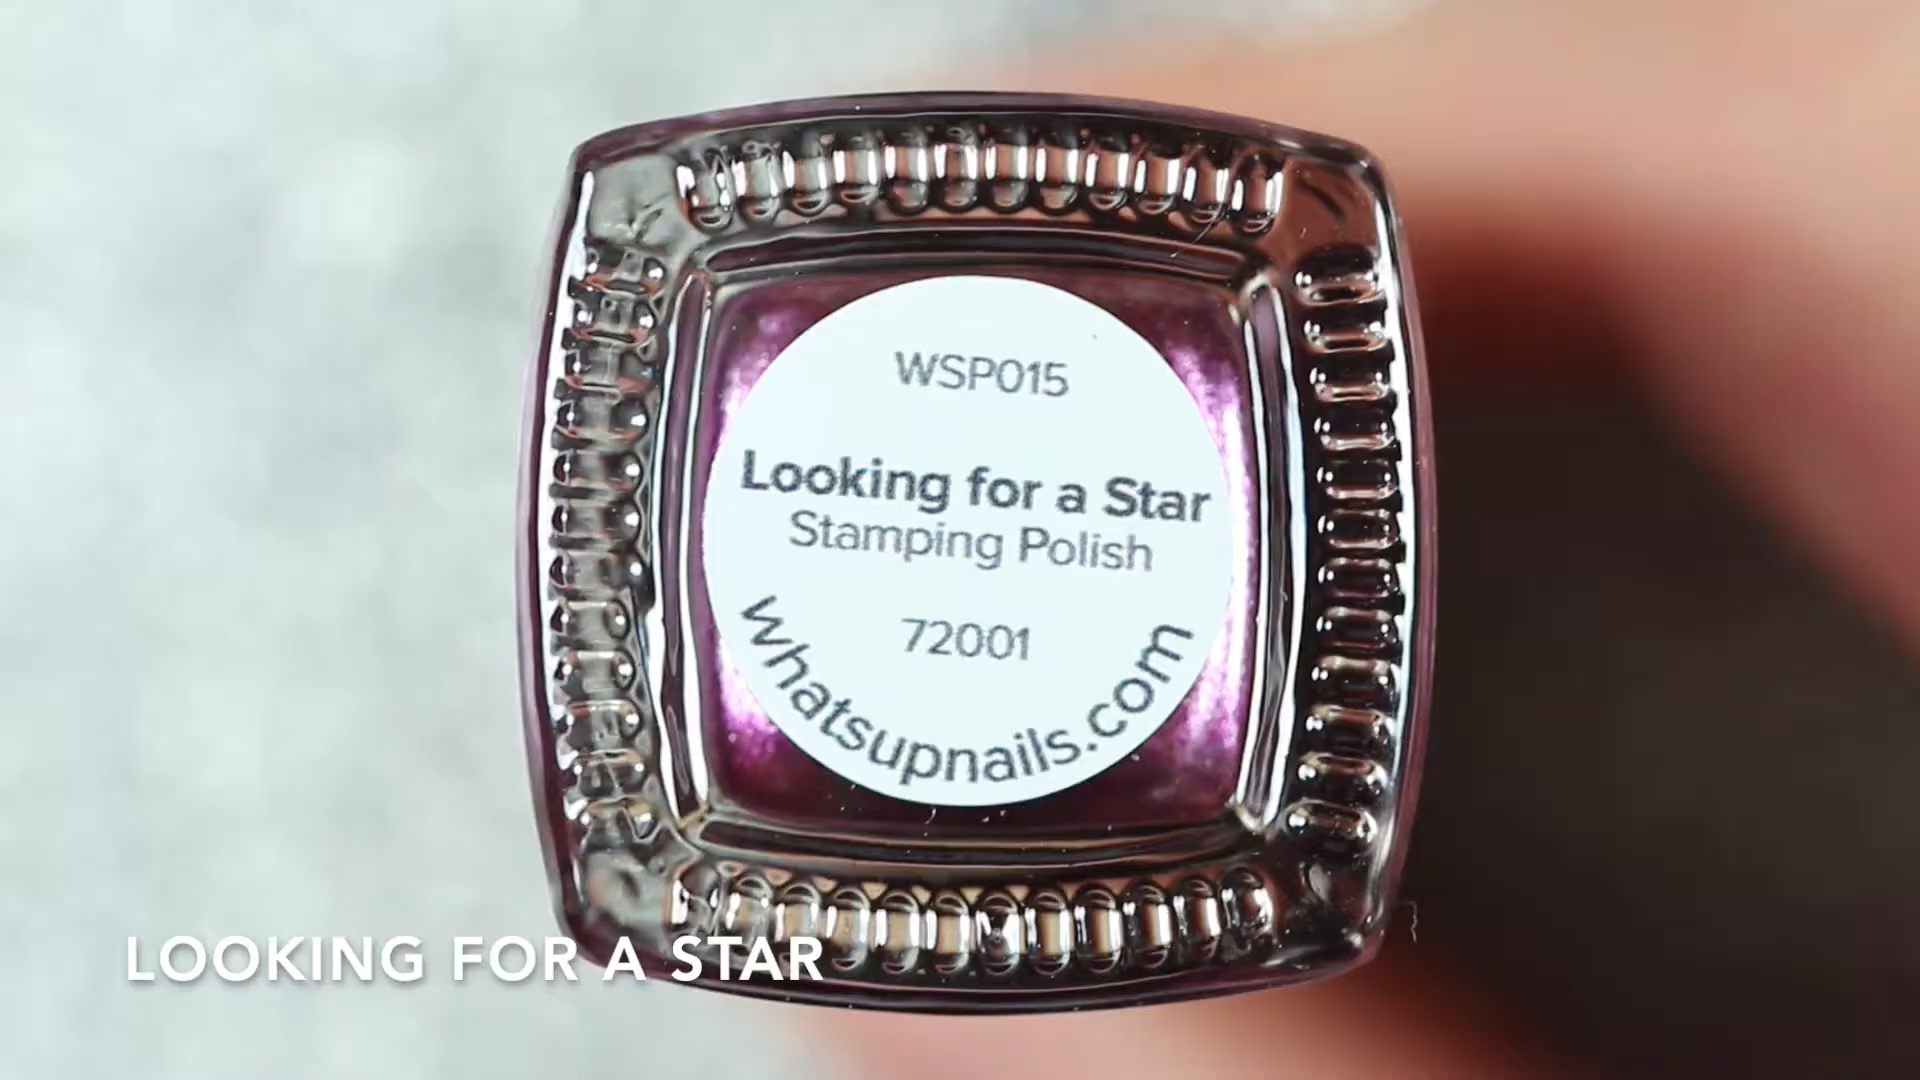 WSP015
Looking for a Star
Stamping Polish
72001
whatsupnails.com
LOOKING FOR A STAR